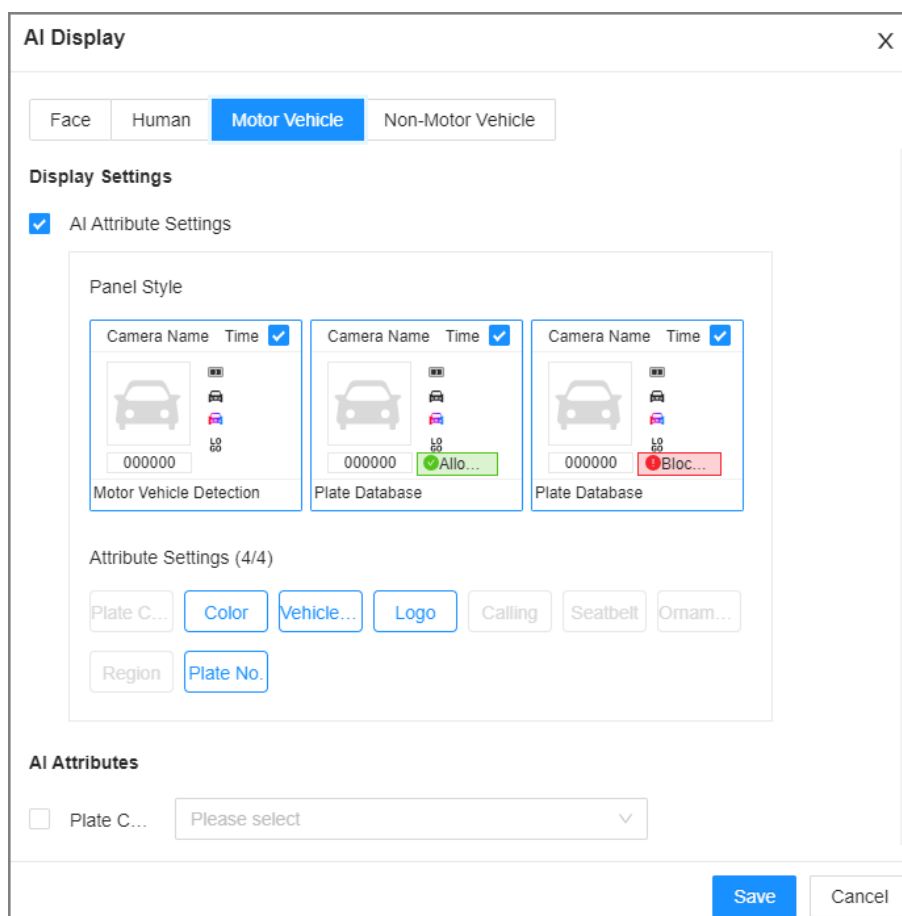 AI Display X
Face Human Motor Vehicle Non-Motor Vehicle
Display Settings
AI Attribute Settings
Panel Style
Camera Name Time Camera Name Time Camera Name Time
LO
GO
LO
GO
LO
GO
000000 000000 Allo... 000000 Bloc...
Motor Vehicle Detection Plate Database Plate Database
Attribute Settings (4/4)
Plate C... Color Vehicle... Logo Calling Seatbelt Ornam...
Region Plate No.
AI Attributes
Plate C... Please select
Save Cancel